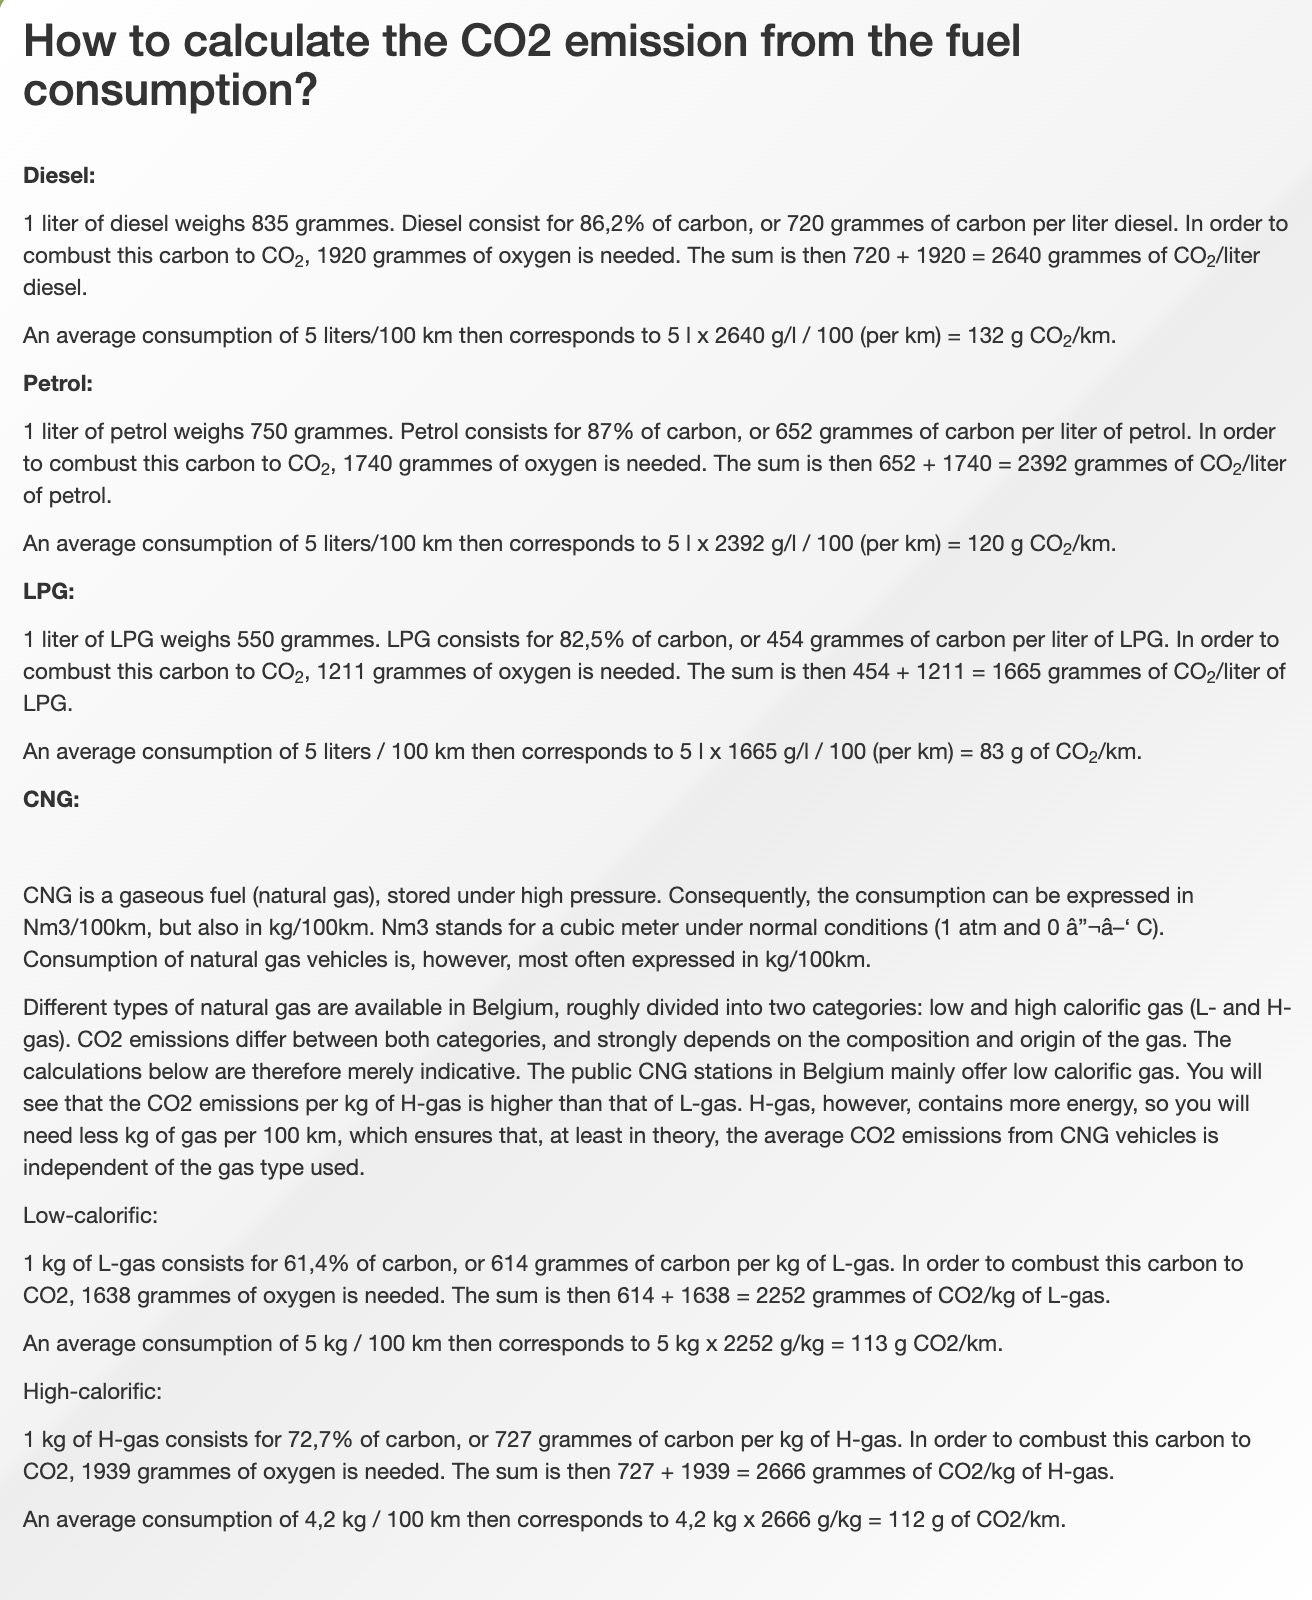 How to calculate the CO2 emission from the fuel
consumption?
Diesel:
1 liter of diesel weighs 835 grammes. Diesel consist for 86,2% of carbon, or 720 grammes of carbon per liter diesel. In order to
combust this carbon to CO₂, 1920 grammes of oxygen is needed. The sum is then 720 + 1920 = 2640 grammes of CO₂/liter
diesel.
An average consumption of 5 liters/100 km then corresponds to 5 l x 2640 g/l / 100 (per km) = 132 g CO₂/km.
Petrol:
1 liter of petrol weighs 750 grammes. Petrol consists for 87% of carbon, or 652 grammes of carbon per liter of petrol. In order
to combust this carbon to CO₂, 1740 grammes of oxygen is needed. The sum is then 652 + 1740 = 2392 grammes of CO₂/liter
of petrol.
An average consumption of 5 liters/100 km then corresponds to 5 l x 2392 g/l / 100 (per km) = 120 g CO₂/km.
LPG:
1 liter of LPG weighs 550 grammes. LPG consists for 82,5% of carbon, or 454 grammes of carbon per liter of LPG. In order to
combust this carbon to CO₂, 1211 grammes of oxygen is needed. The sum is then 454 + 1211 = 1665 grammes of CO₂/liter of
LPG.
An average consumption of 5 liters / 100 km then corresponds to 5 l x 1665 g/l / 100 (per km) = 83 g of CO₂/km.
CNG:
CNG is a gaseous fuel (natural gas), stored under high pressure. Consequently, the consumption can be expressed in
Nm3/100km, but also in kg/100km. Nm3 stands for a cubic meter under normal conditions (1 atm and 0 â”¬â–‘ C).
Consumption of natural gas vehicles is, however, most often expressed in kg/100km.
Different types of natural gas are available in Belgium, roughly divided into two categories: low and high calorific gas (L- and H-
gas). CO2 emissions differ between both categories, and strongly depends on the composition and origin of the gas. The
calculations below are therefore merely indicative. The public CNG stations in Belgium mainly offer low calorific gas. You will
see that the CO2 emissions per kg of H-gas is higher than that of L-gas. H-gas, however, contains more energy, so you will
need less kg of gas per 100 km, which ensures that, at least in theory, the average CO2 emissions from CNG vehicles is
independent of the gas type used.
Low-calorific:
1 kg of L-gas consists for 61,4% of carbon, or 614 grammes of carbon per kg of L-gas. In order to combust this carbon to
CO2, 1638 grammes of oxygen is needed. The sum is then 614 + 1638 = 2252 grammes of CO2/kg of L-gas.
An average consumption of 5 kg / 100 km then corresponds to 5 kg x 2252 g/kg = 113 g CO2/km.
High-calorific:
1 kg of H-gas consists for 72,7% of carbon, or 727 grammes of carbon per kg of H-gas. In order to combust this carbon to
CO2, 1939 grammes of oxygen is needed. The sum is then 727 + 1939 = 2666 grammes of CO2/kg of H-gas.
An average consumption of 4,2 kg / 100 km then corresponds to 4,2 kg x 2666 g/kg = 112 g of CO2/km.